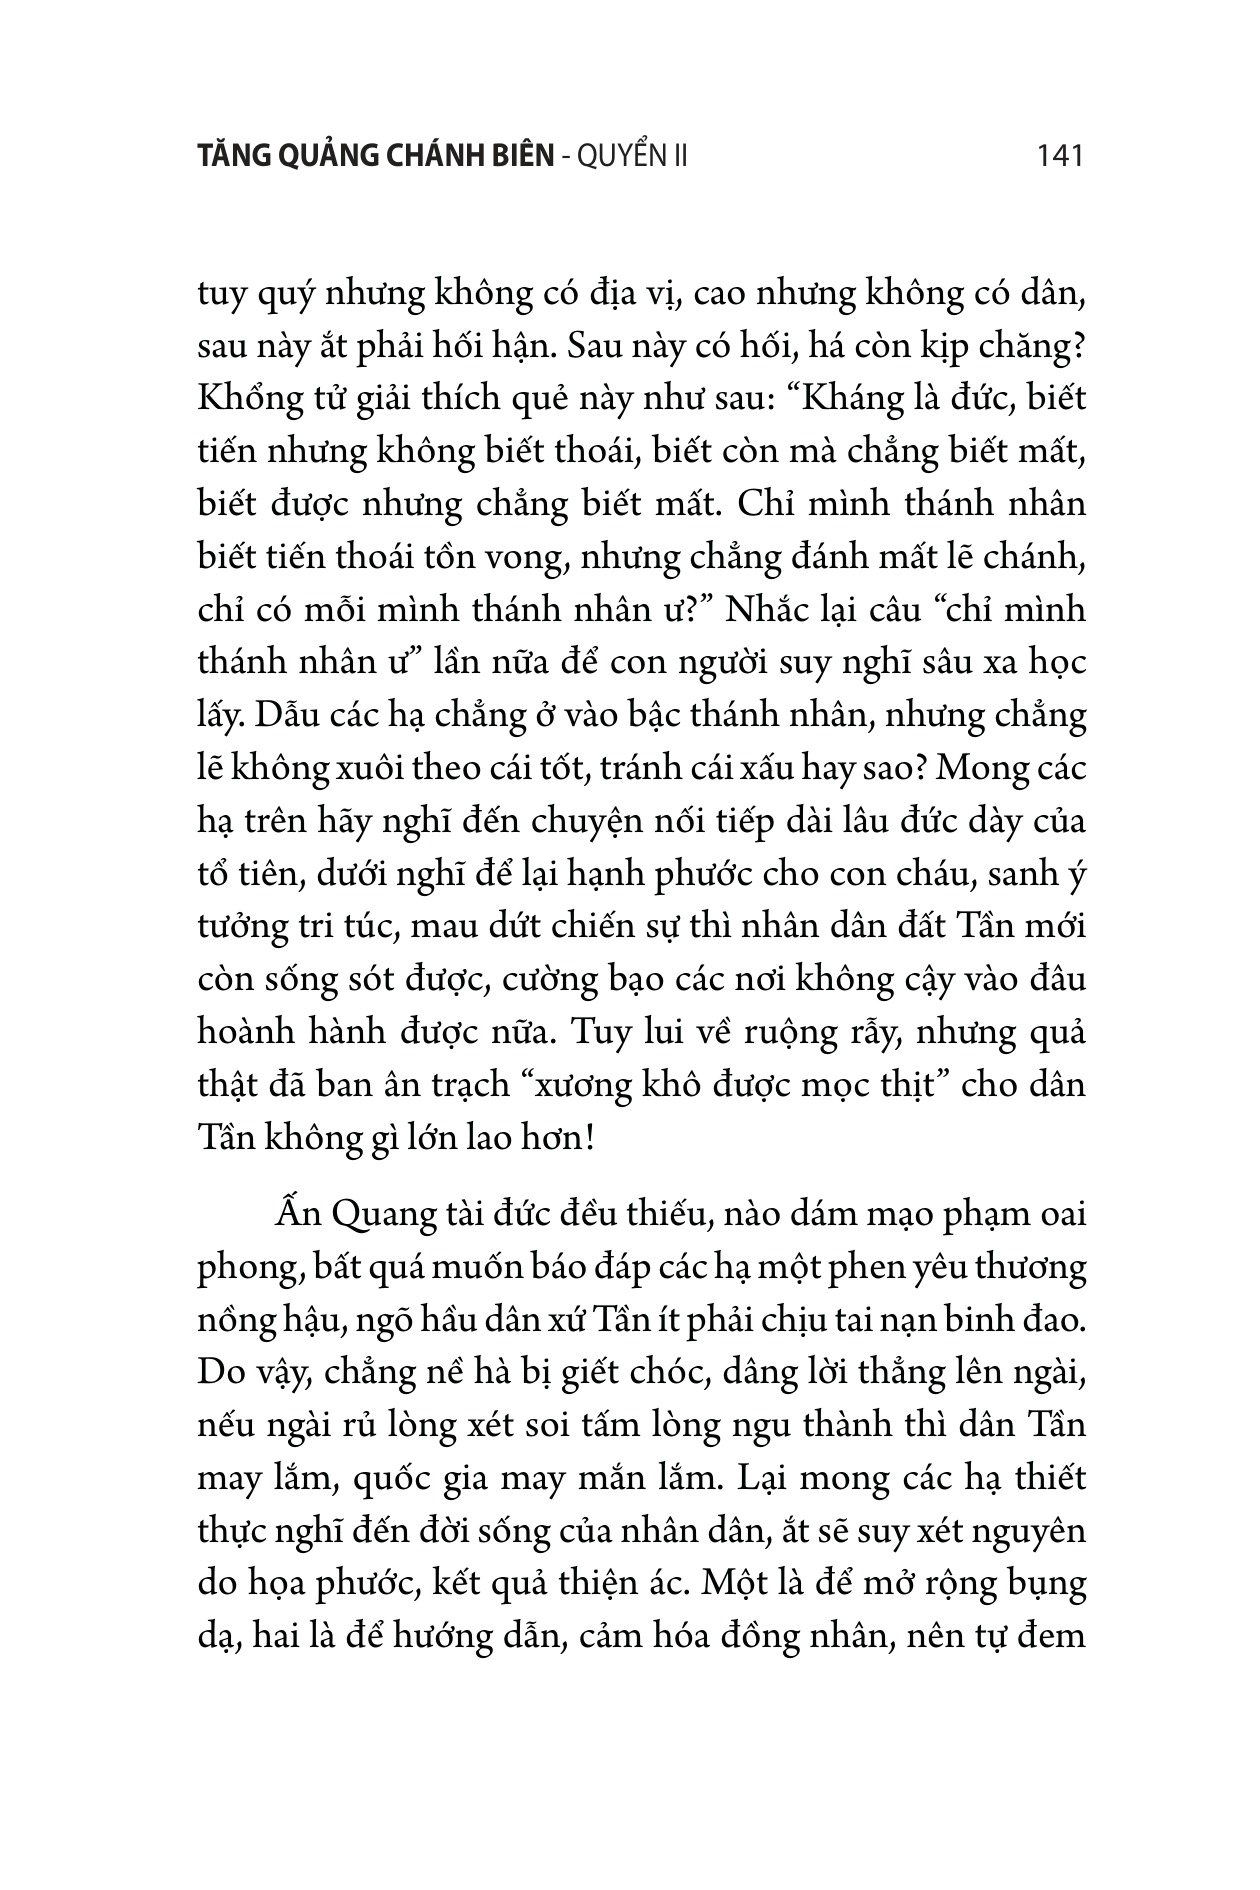 TĂNG QUẢNG CHÁNH BIÊN - QUYỂN II 141
tuy quý nhưng không có địa vị, cao nhưng không có dân,
sau này ắt phải hối hận. Sau này có hối, há còn kịp chăng?
Khổng tử giải thích quẻ này như sau: “Kháng là đức, biết
tiến nhưng không biết thoái, biết còn mà chẳng biết mất,
biết được nhưng chẳng biết mất. Chỉ mình thánh nhân
biết tiến thoái tồn vong, nhưng chẳng đánh mất lẽ chánh,
chỉ có mỗi mình thánh nhân ư?” Nhắc lại câu “chỉ mình
thánh nhân ư” lần nữa để con người suy nghĩ sâu xa học
lấy. Dẫu các hạ chẳng ở vào bậc thánh nhân, nhưng chẳng
lẽ không xuôi theo cái tốt, tránh cái xấu hay sao? Mong các
hạ trên hãy nghĩ đến chuyện nối tiếp dài lâu đức dày của
tổ tiên, dưới nghĩ để lại hạnh phước cho con cháu, sanh ý
tưởng tri túc, mau dứt chiến sự thì nhân dân đất Tần mới
còn sống sót được, cường bạo các nơi không cậy vào đâu
hoành hành được nữa. Tuy lui về ruộng rẫy, nhưng quả
thật đã ban ân trạch “xương khô được mọc thịt” cho dân
Tần không gì lớn lao hơn!
Ấn Quang tài đức đều thiếu, nào dám mạo phạm oai
phong, bất quá muốn báo đáp các hạ một phen yêu thương
nồng hậu, ngõ hầu dân xứ Tần ít phải chịu tai nạn binh đao.
Do vậy, chẳng nề hà bị giết chóc, dâng lời thẳng lên ngài,
nếu ngài rủ lòng xét soi tấm lòng ngu thành thì dân Tần
may lắm, quốc gia may mắn lắm. Lại mong các hạ thiết
thực nghĩ đến đời sống của nhân dân, ắt sẽ suy xét nguyên
do họa phước, kết quả thiện ác. Một là để mở rộng bụng
dạ, hai là để hướng dẫn, cảm hóa đồng nhân, nên tự đem